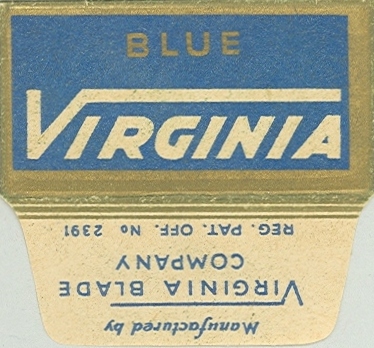 BLUE
VIRGINIA
Manufactured by
VIRGINIA BLADE
COMPANY
REG. PAT. OFF. No 2391